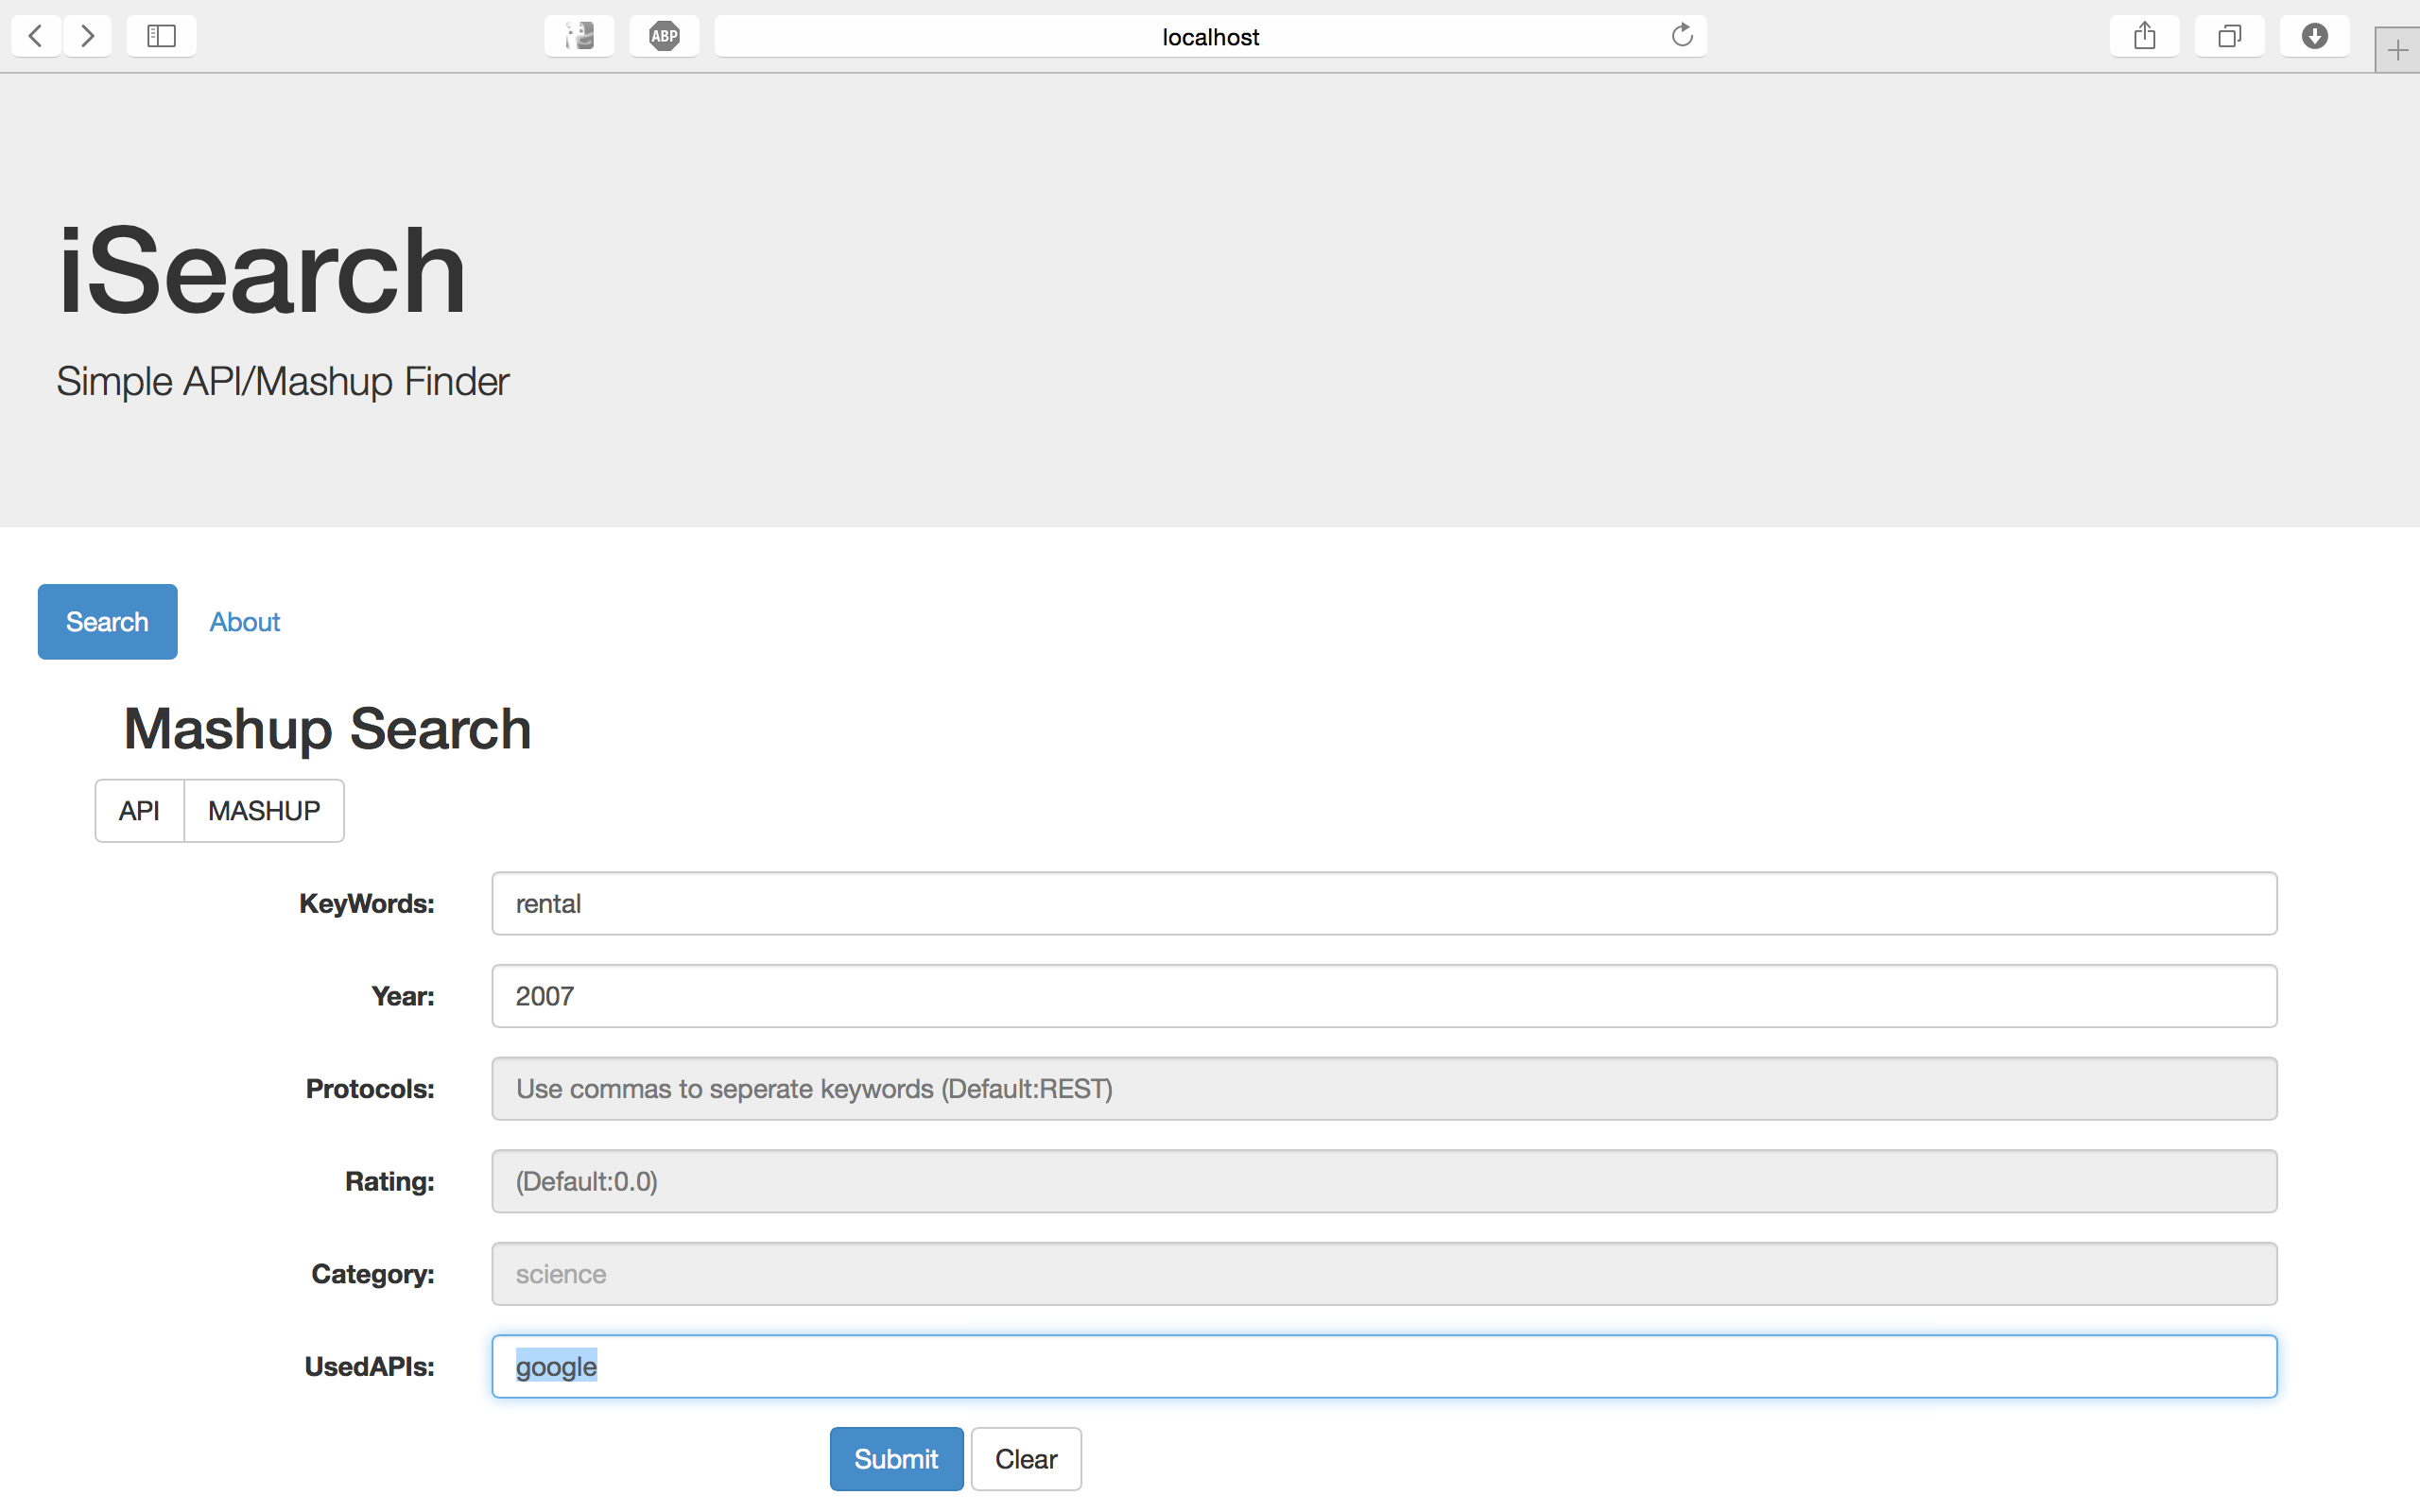 ABP
localhost
iSearch
Simple API/Mashup Finder
Search About
Mashup Search
API MASHUP
KeyWords: rental
Year: 2007
Protocols: Use commas to seperate keywords (Default:REST)
Rating: (Default:0.0)
Category: science
UsedAPIs: google
Submit Clear